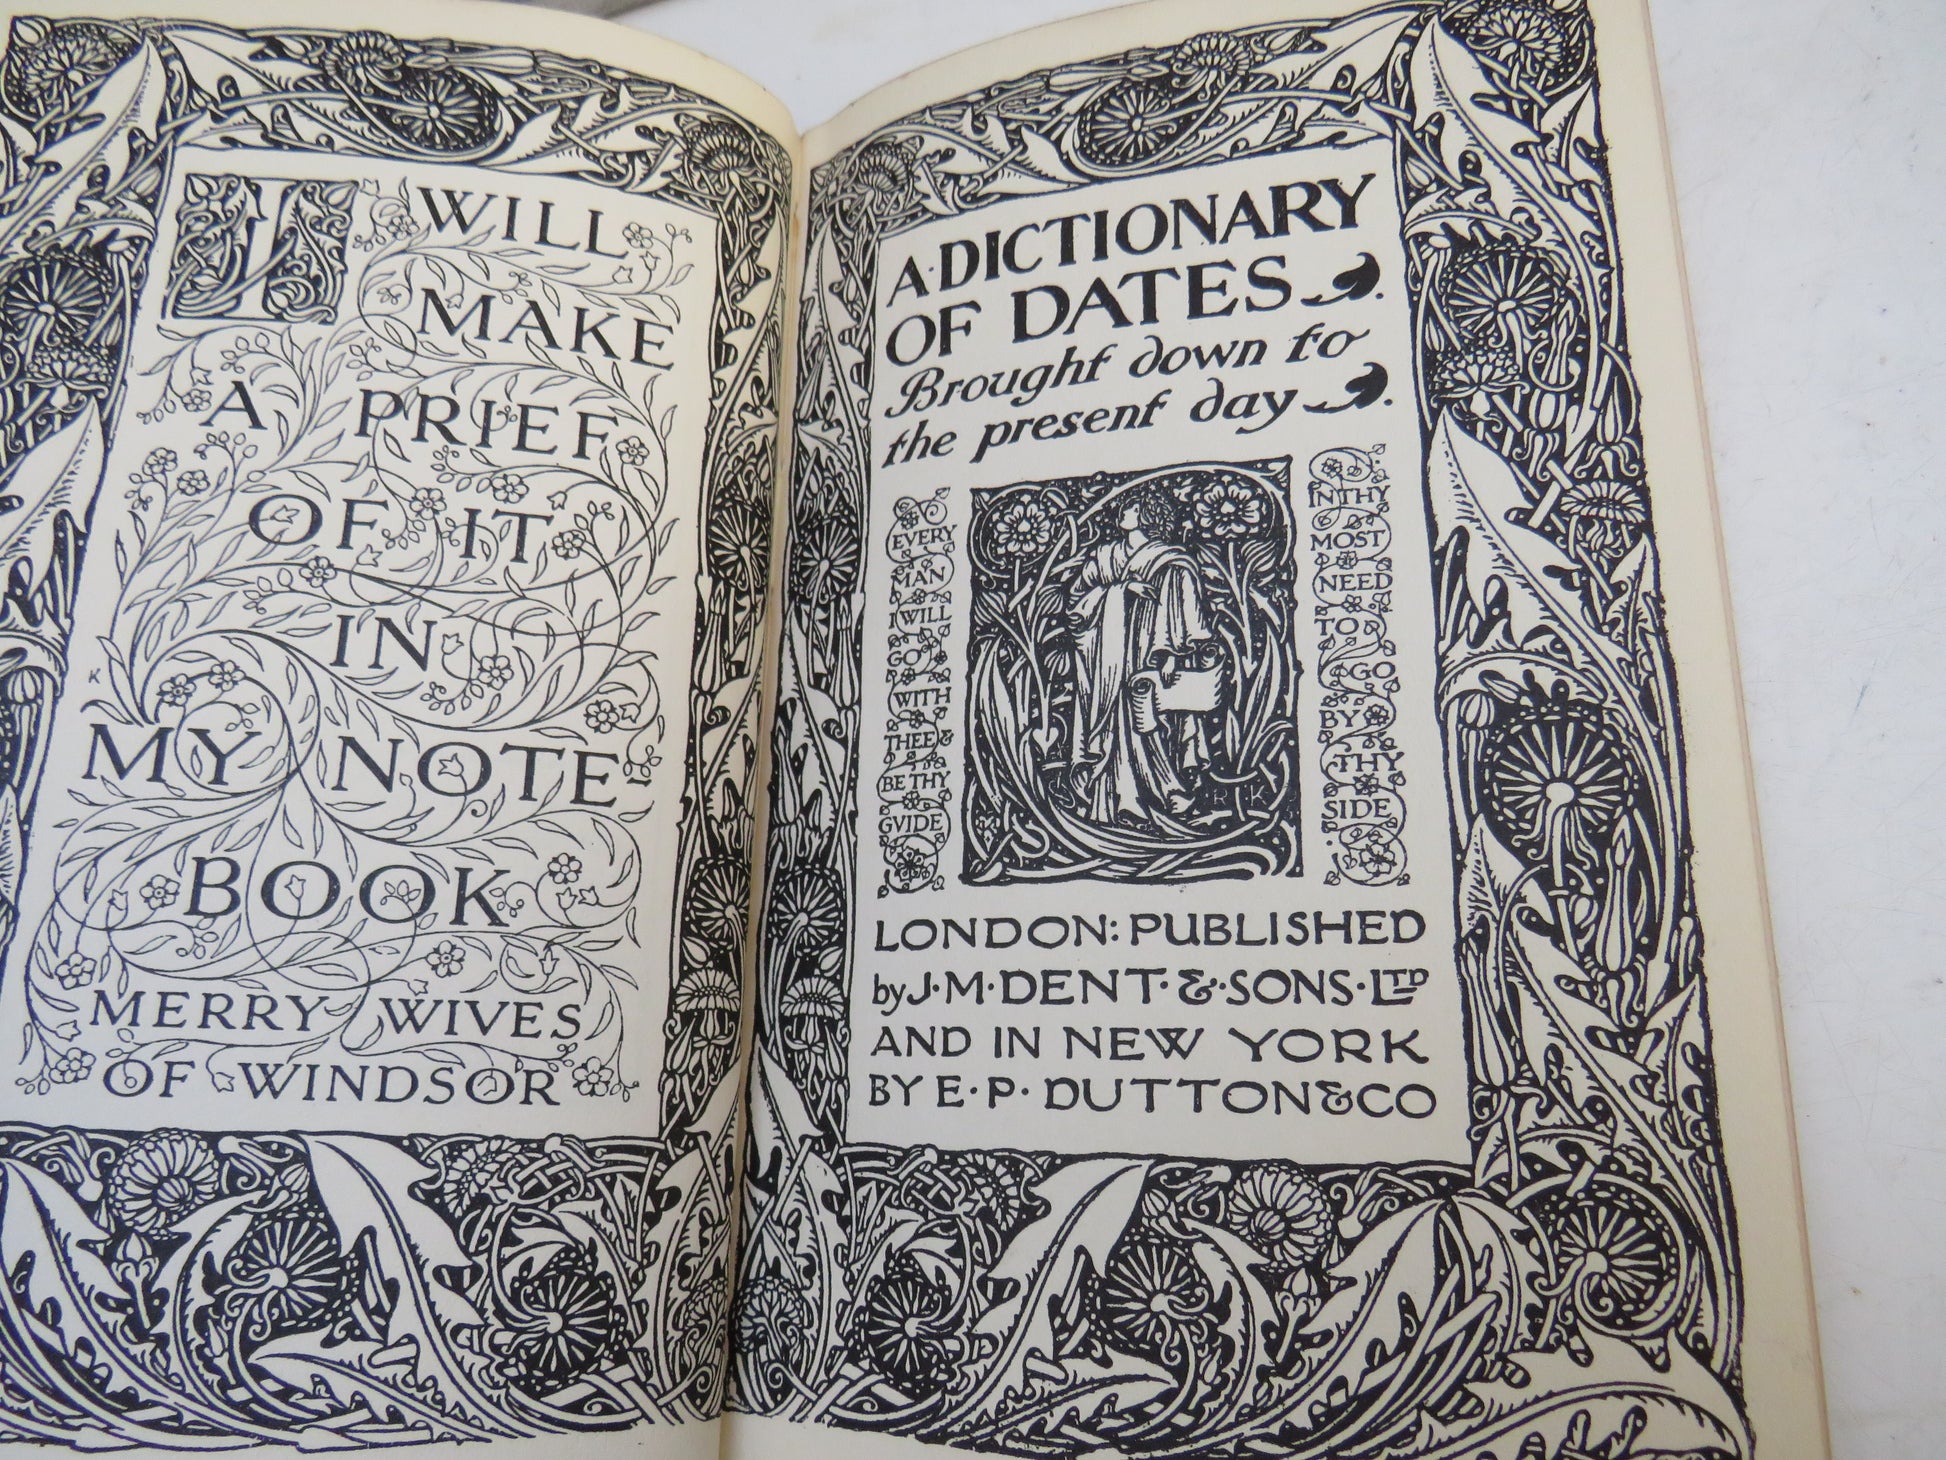 I WILL
MAKE
A PRIEF
OF IT
IN
K
MY NOTE-
BOOK
MERRY WIVES
OF WINDSOR
A·DICTIONARY
OF DATES
Brought down to
the present day
EVERY
MAN
I WILL
GO
WITH
THEE &
BE THY
GVIDE
IN THY
MOST
NEED
TO
GO
BY
THY
SIDE
R K
LONDON: PUBLISHED
by J·M·DENT·&·SONS·LTD
AND IN NEW YORK
BY E·P·DUTTON & CO